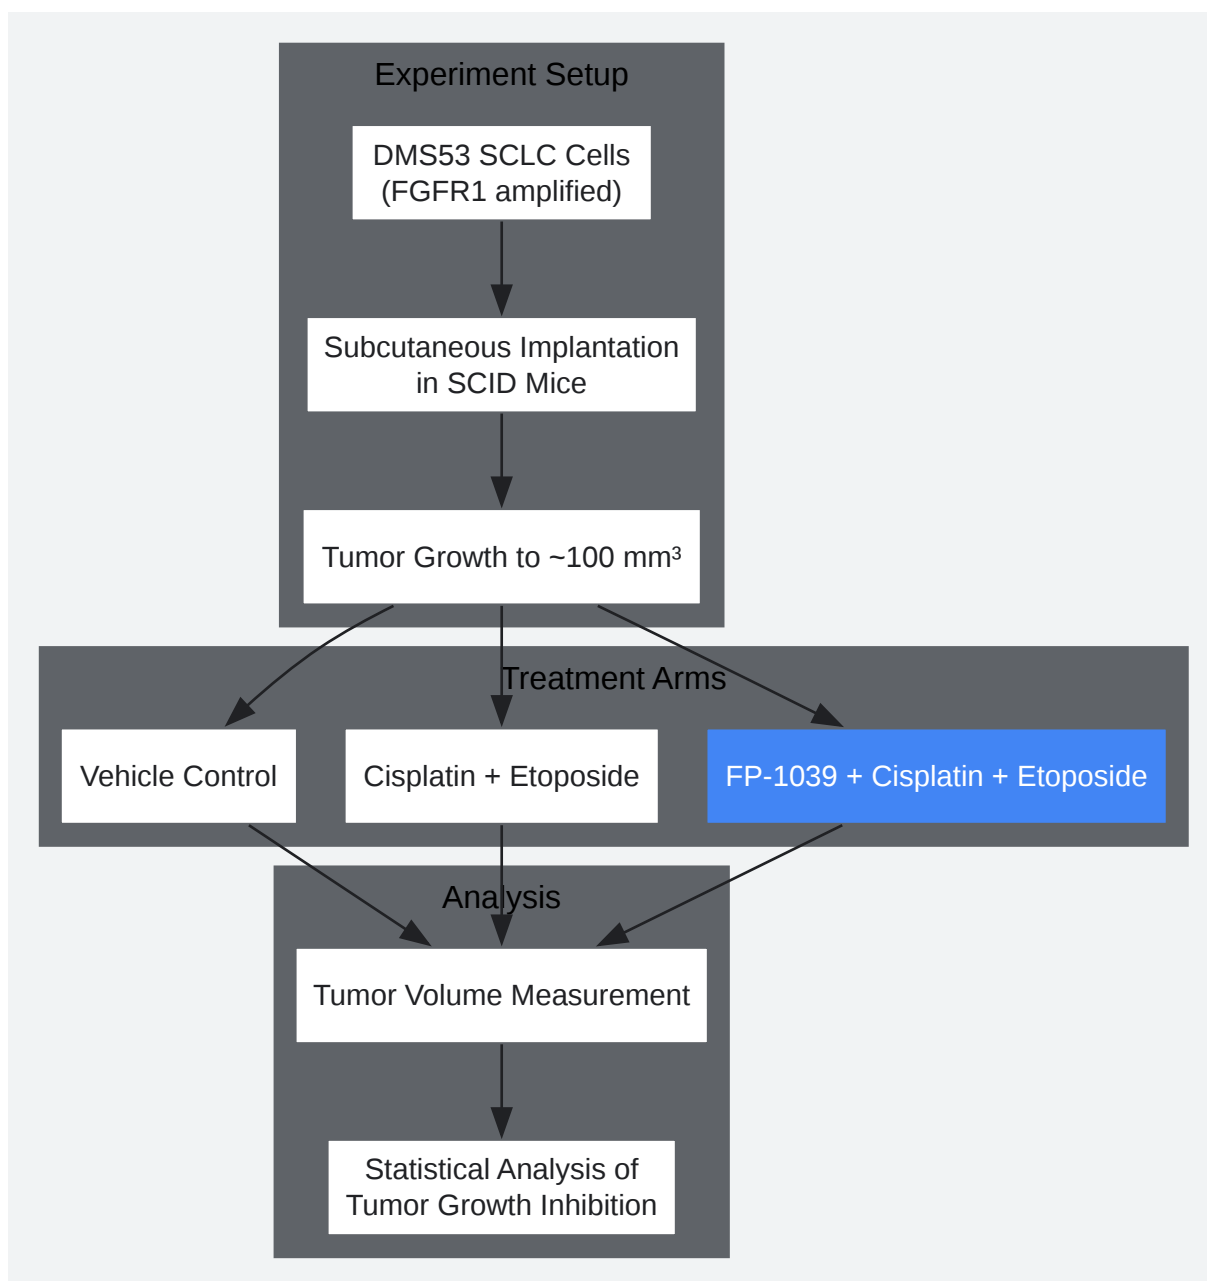 Experiment Setup
DMS53 SCLC Cells
(FGFR1 amplified)
Subcutaneous Implantation
in SCID Mice
Tumor Growth to ~100 mm³
Treatment Arms
Vehicle Control
Cisplatin + Etoposide
FP-1039 + Cisplatin + Etoposide
Analysis
Tumor Volume Measurement
Statistical Analysis of
Tumor Growth Inhibition